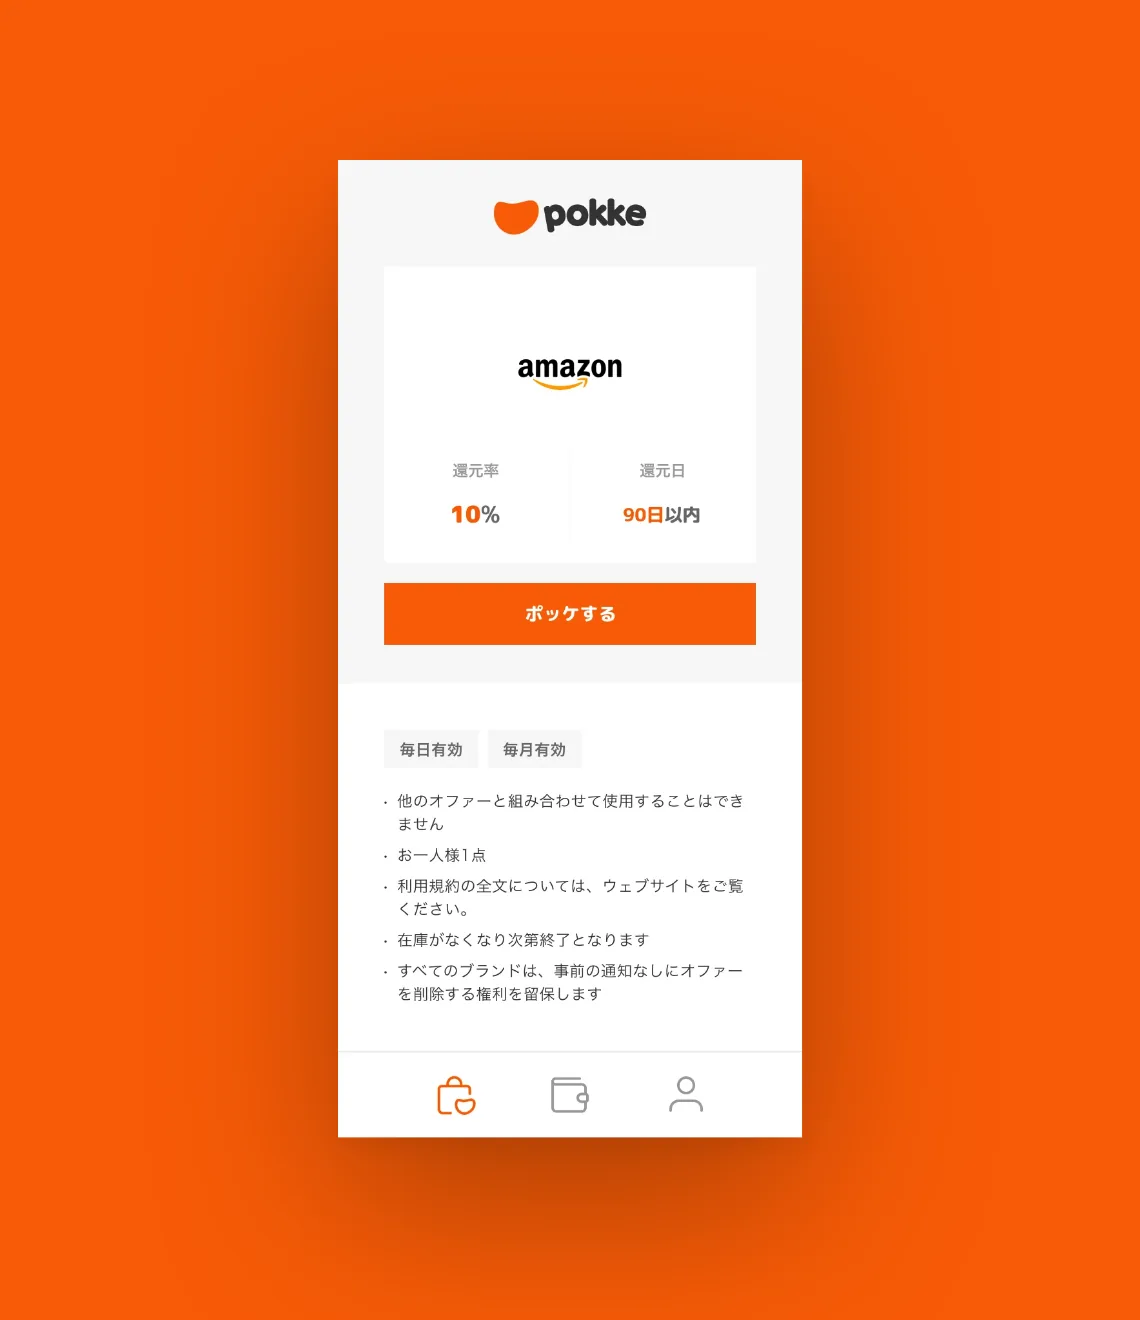 pokke
amazon
還元率
還元日
10%
90日以内
ポッケする
毎日有効
毎月有効
・他のオファーと組み合わせて使用することはでき
ません
・お一人様1点
・利用規約の全文については、ウェブサイトをご覧
ください。
・在庫がなくなり次第終了となります
・すべてのブランドは、事前の通知なしにオファー
を削除する権利を留保します